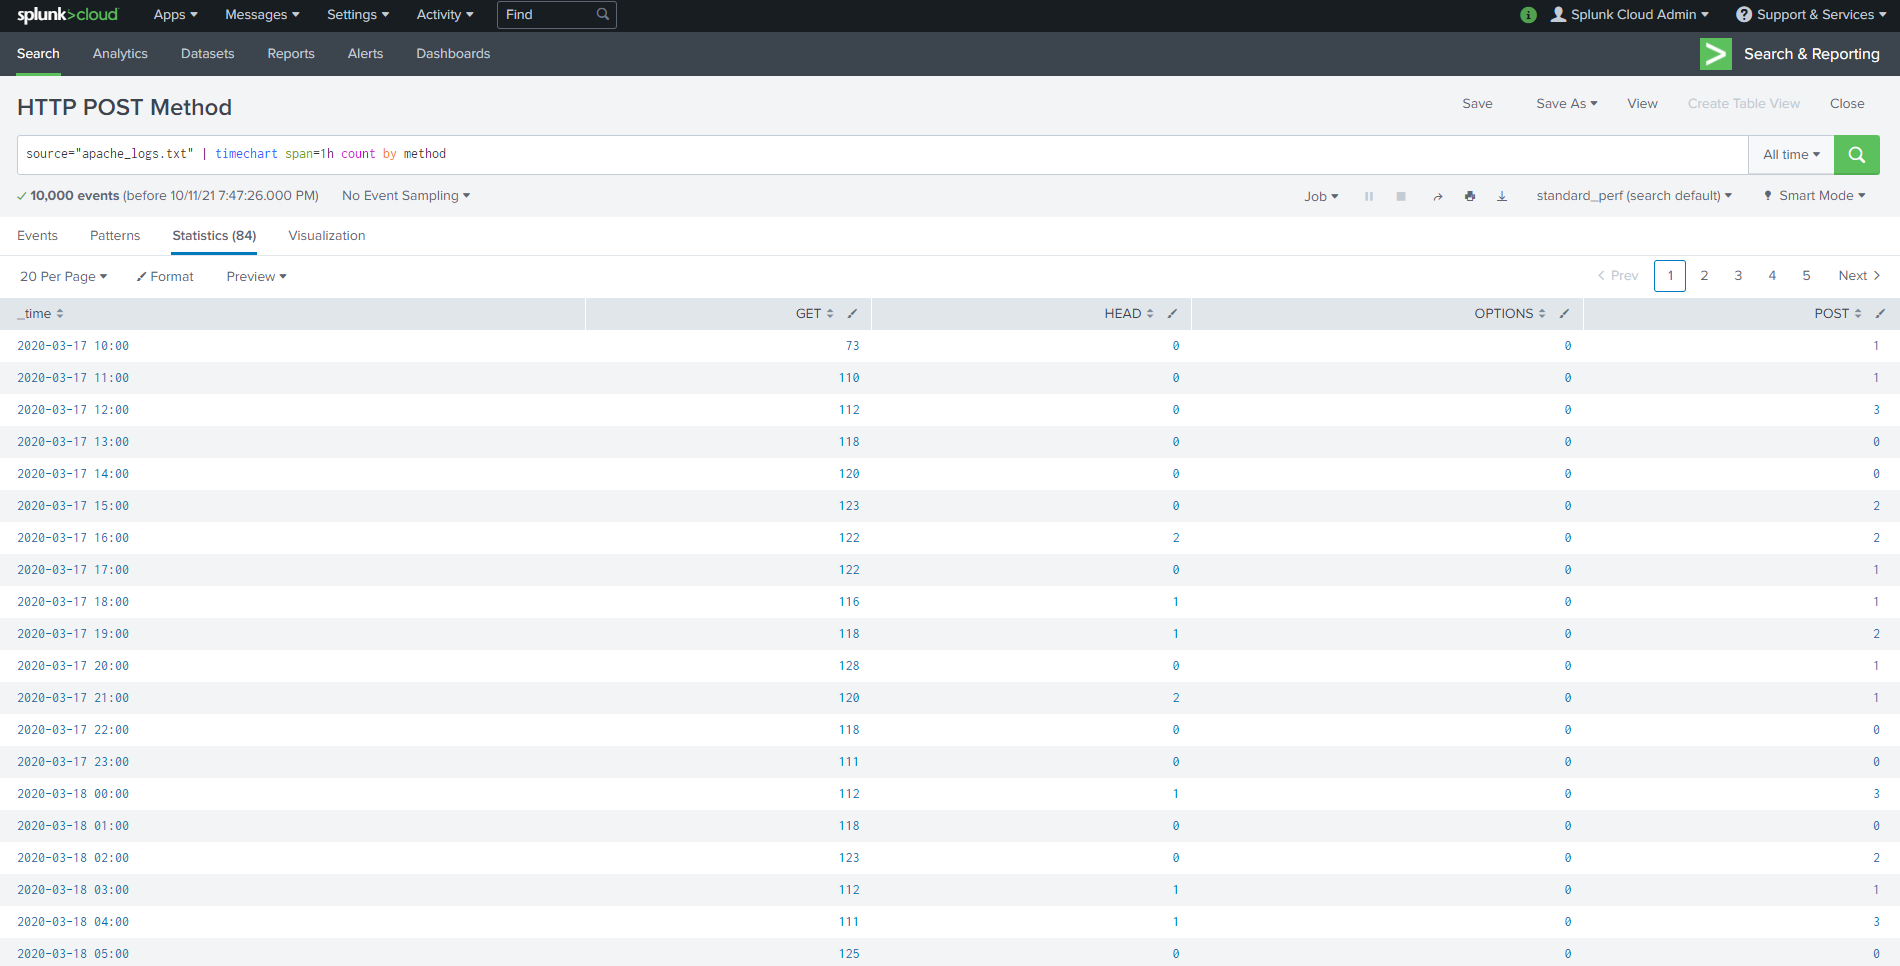 splunk>cloud Apps Messages Settings Activity Find Splunk Cloud Admin Support & Services
Search Analytics Datasets Reports Alerts Dashboards Search & Reporting
HTTP POST Method Save Save As View Create Table View Close
source="apache_logs.txt" | timechart span=1h count by method All time
10,000 events (before 10/11/21 7:47:26.000 PM) No Event Sampling Job standard_perf (search default) Smart Mode
Events Patterns Statistics (84) Visualization
20 Per Page Format Preview < Prev 1 2 3 4 5 Next >
_time GET HEAD OPTIONS POST
2020-03-17 10:00 73 0 0 1
2020-03-17 11:00 110 0 0 1
2020-03-17 12:00 112 0 0 3
2020-03-17 13:00 118 0 0 0
2020-03-17 14:00 120 0 0 0
2020-03-17 15:00 123 0 0 2
2020-03-17 16:00 122 2 0 2
2020-03-17 17:00 122 0 0 1
2020-03-17 18:00 116 1 0 1
2020-03-17 19:00 118 1 0 2
2020-03-17 20:00 128 0 0 1
2020-03-17 21:00 120 2 0 1
2020-03-17 22:00 118 0 0 0
2020-03-17 23:00 111 0 0 0
2020-03-18 00:00 112 1 0 3
2020-03-18 01:00 118 0 0 0
2020-03-18 02:00 123 0 0 2
2020-03-18 03:00 112 1 0 1
2020-03-18 04:00 111 1 0 3
2020-03-18 05:00 125 0 0 0